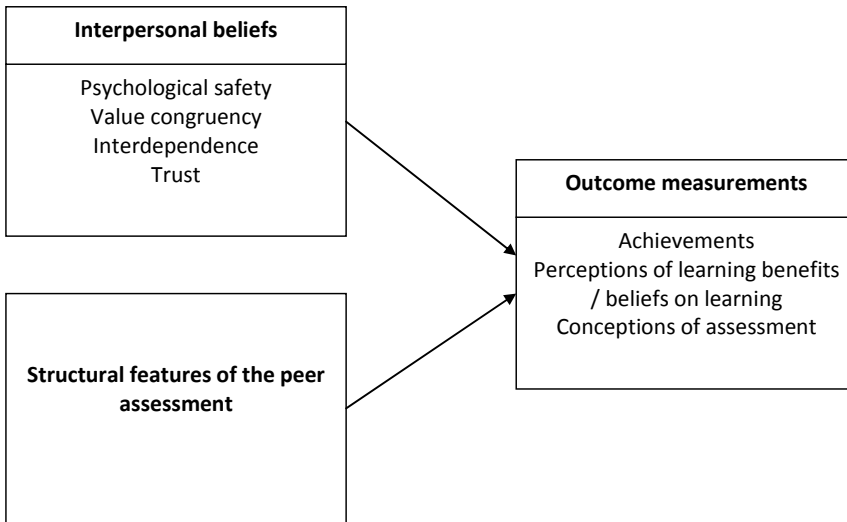 Interpersonal beliefs
Psychological safety
Value congruency
Interdependence
Trust
Structural features of the peer
assessment
Outcome measurements
Achievements
Perceptions of learning benefits
/ beliefs on learning
Conceptions of assessment